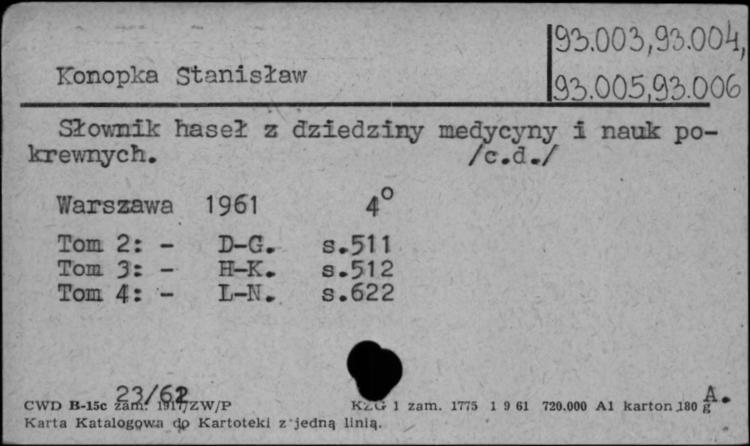 93.003,93.004,
Konopka Stanisław
93.005,93.006
Słownik haseł z dziedziny medycyny i nauk po-
krewnych. /c.d./
Warszawa 1961 4°
Tom 2: - D-G. s.511
Tom 3: - H-K. s.512
Tom 4: - L-N. s.622
23/62 A.
CWD B-15c zam. 1917/ZW/P KZG 1 zam. 1775 1 9 61 720.000 A1 karton 180 g
Karta Katalogowa do Kartoteki z jedną linią.